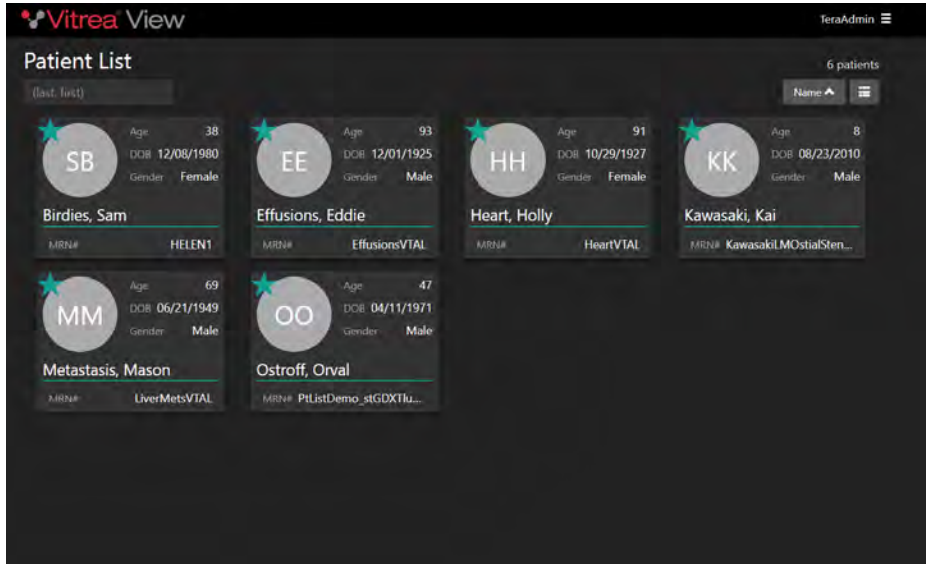 Vitrea View
TeraAdmin
Patient List
6 patients
(last, first)
Name
SB
Age 38
DOB 12/08/1980
Gender Female
Birdies, Sam
MRN# HELEN1
EE
Age 93
DOB 12/01/1925
Gender Male
Effusions, Eddie
MRN# EffusionsVTAL
HH
Age 91
DOB 10/29/1927
Gender Female
Heart, Holly
MRN# HeartVTAL
KK
Age 8
DOB 08/23/2010
Gender Male
Kawasaki, Kai
MRN# KawasakiLMOstialSten...
MM
Age 69
DOB 06/21/1949
Gender Male
Metastasis, Mason
MRN# LiverMetsVTAL
OO
Age 47
DOB 04/11/1971
Gender Male
Ostroff, Orval
MRN# PtListDemo_stGDXTlu...